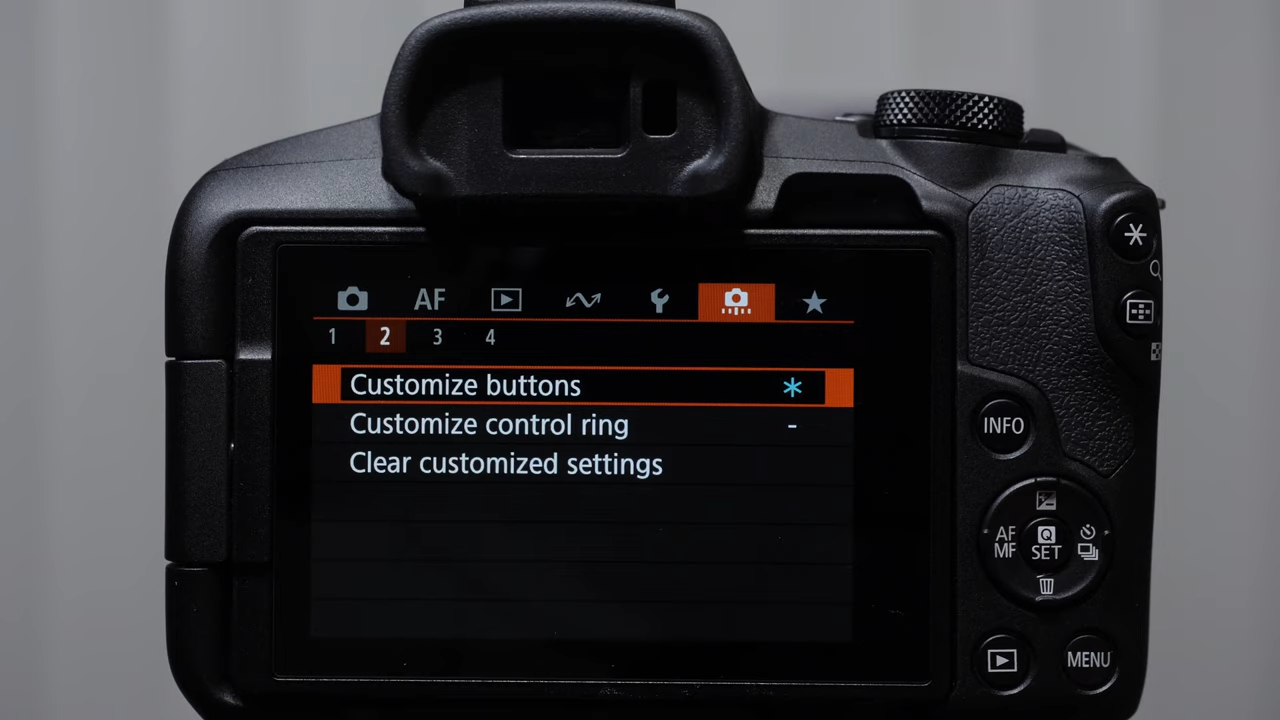 AF
1 2 3 4
Customize buttons *
Customize control ring -
Clear customized settings
INFO
AF
MF
Q
SET
MENU